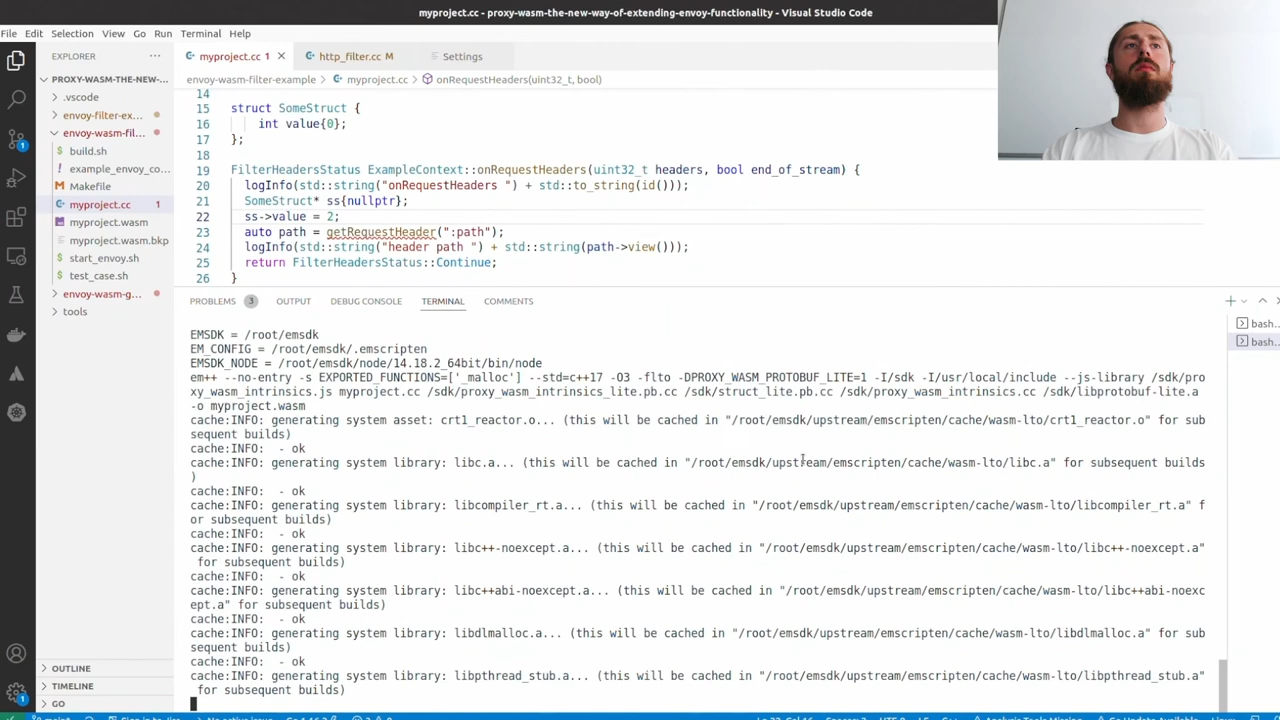 myproject.cc - proxy-wasm-the-new-way-of-extending-envoy-functionality - Visual Studio Code
File Edit Selection View Go Run Terminal Help
EXPLORER
myproject.cc 1
http_filter.cc M
Settings
PROXY-WASM-THE-NEW-...
envoy-wasm-filter-example > myproject.cc > onRequestHeaders(uint32_t, bool)
.vscode
envoy-filter-ex...
envoy-wasm-fil...
build.sh
example_envoy_co...
Makefile
myproject.cc 1
myproject.wasm
myproject.wasm.bkp
start_envoy.sh
test_case.sh
envoy-wasm-g...
tools
14
15 struct SomeStruct {
16 int value{0};
17 };
18
19 FilterHeadersStatus ExampleContext::onRequestHeaders(uint32_t headers, bool end_of_stream) {
20 logInfo(std::string("onRequestHeaders ") + std::to_string(id()));
21 SomeStruct* ss{nullptr};
22 ss->value = 2;
23 auto path = getRequestHeader(":path");
24 logInfo(std::string("header path ") + std::string(path->view()));
25 return FilterHeadersStatus::Continue;
26 }
PROBLEMS 3 OUTPUT DEBUG CONSOLE TERMINAL COMMENTS
bash...
bash...
EMSDK = /root/emsdk
EM_CONFIG = /root/emsdk/.emscripten
EMSDK_NODE = /root/emsdk/node/14.18.2_64bit/bin/node
em++ --no-entry -s EXPORTED_FUNCTIONS=['_malloc'] --std=c++17 -O3 -flto -DPROXY_WASM_PROTOBUF_LITE=1 -I/sdk -I/usr/local/include --js-library /sdk/pro
xy_wasm_intrinsics.js myproject.cc /sdk/proxy_wasm_intrinsics_lite.pb.cc /sdk/struct_lite.pb.cc /sdk/proxy_wasm_intrinsics.cc /sdk/libprotobuf-lite.a
-o myproject.wasm
cache:INFO: generating system asset: crt1_reactor.o... (this will be cached in "/root/emsdk/upstream/emscripten/cache/wasm-lto/crt1_reactor.o" for sub
sequent builds)
cache:INFO:  - ok
cache:INFO: generating system library: libc.a... (this will be cached in "/root/emsdk/upstream/emscripten/cache/wasm-lto/libc.a" for subsequent builds
)
cache:INFO:  - ok
cache:INFO: generating system library: libcompiler_rt.a... (this will be cached in "/root/emsdk/upstream/emscripten/cache/wasm-lto/libcompiler_rt.a" f
or subsequent builds)
cache:INFO:  - ok
cache:INFO: generating system library: libc++-noexcept.a... (this will be cached in "/root/emsdk/upstream/emscripten/cache/wasm-lto/libc++-noexcept.a"
for subsequent builds)
cache:INFO:  - ok
cache:INFO: generating system library: libc++abi-noexcept.a... (this will be cached in "/root/emsdk/upstream/emscripten/cache/wasm-lto/libc++abi-noexc
ept.a" for subsequent builds)
cache:INFO:  - ok
cache:INFO: generating system library: libdlmalloc.a... (this will be cached in "/root/emsdk/upstream/emscripten/cache/wasm-lto/libdlmalloc.a" for sub
sequent builds)
cache:INFO:  - ok
cache:INFO: generating system library: libpthread_stub.a... (this will be cached in "/root/emsdk/upstream/emscripten/cache/wasm-lto/libpthread_stub.a"
for subsequent builds)
OUTLINE
TIMELINE
GO